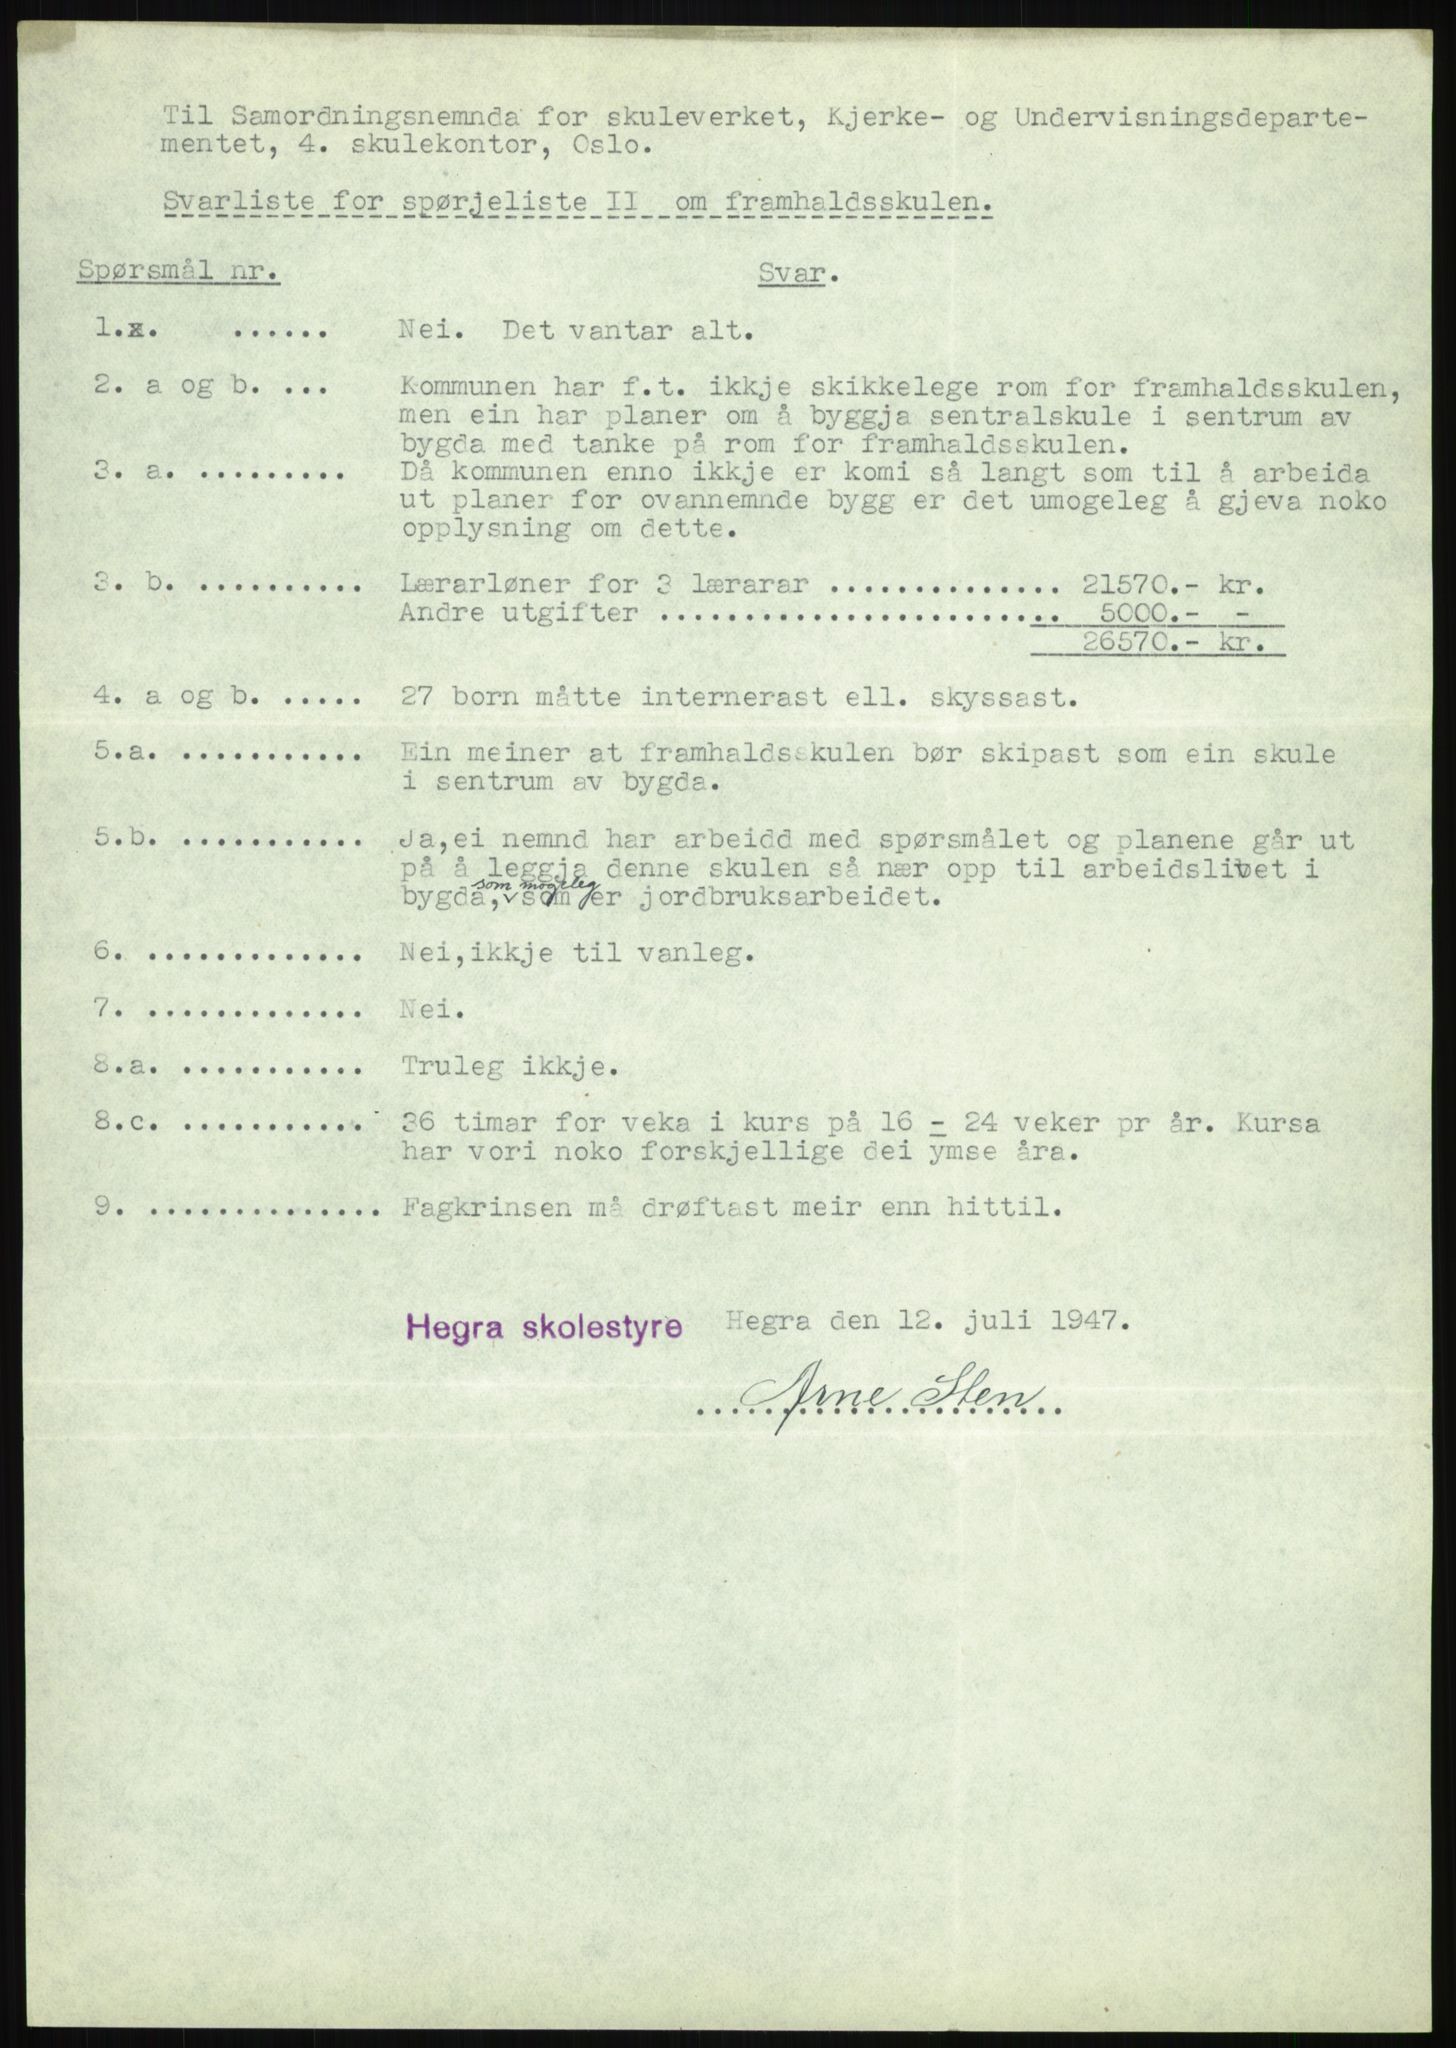 Til Samordningsnemnda for skuleverket, Kjerke- og Undervisningsdeparte-
mentet, 4. skulekontor, Oslo.
Svarliste for spørjeliste II om framhaldsskulen.
Spørsmål nr. Svar.
1.x. ...... Nei. Det vantar alt.
2. a og b. ... Kommunen har f.t. ikkje skikkelege rom for framhaldsskulen,
men ein har planer om å byggja sentralskule i sentrum av
bygda med tanke på rom for framhaldsskulen.
3. a. ......... Då kommunen enno ikkje er komi så langt som til å arbeida
ut planer for ovannemnde bygg er det umogeleg å gjeva noko
opplysning om dette.
3. b. .......... Lærarløner for 3 lærarar .............. 21570.- kr.
Andre utgifter ........................ 5000.- -
26570.- kr.
4. a og b. ..... 27 born måtte internerast ell. skyssast.
5.a. ........... Ein meiner at framhaldsskulen bør skipast som ein skule
i sentrum av bygda.
5.b. ........... Ja,ei nemnd har arbeidd med spørsmålet og planene går ut
på å leggja denne skulen så nær opp til arbeidslivet i
bygda, som mogeleg som er jordbruksarbeidet.
6. ............. Nei,ikkje til vanleg.
7. ............. Nei.
8.a. ........... Truleg ikkje.
8.c. ........... 36 timar for veka i kurs på 16 - 24 veker pr år. Kursa
har vori noko forskjellige dei ymse åra.
9. .............. Fagkrinsen må drøftast meir enn hittil.
Hegra skolestyre Hegra den 12. juli 1947.
Arne Sten